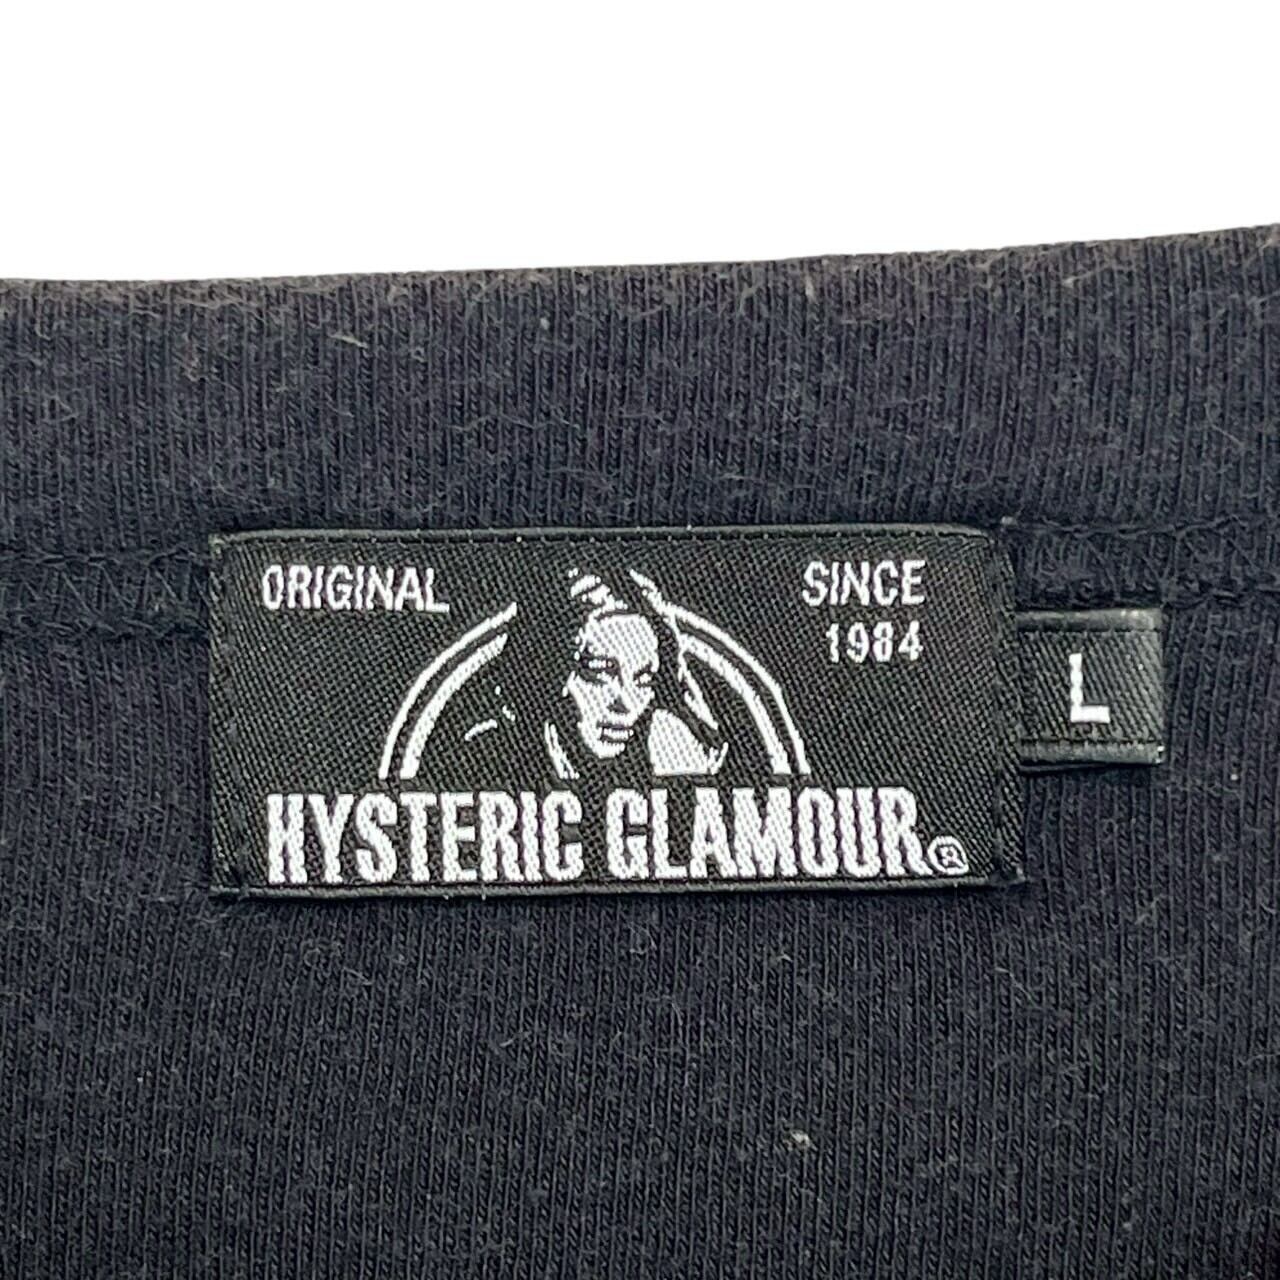 ORIGINAL
SINCE
1984
L
HYSTERIC GLAMOUR®